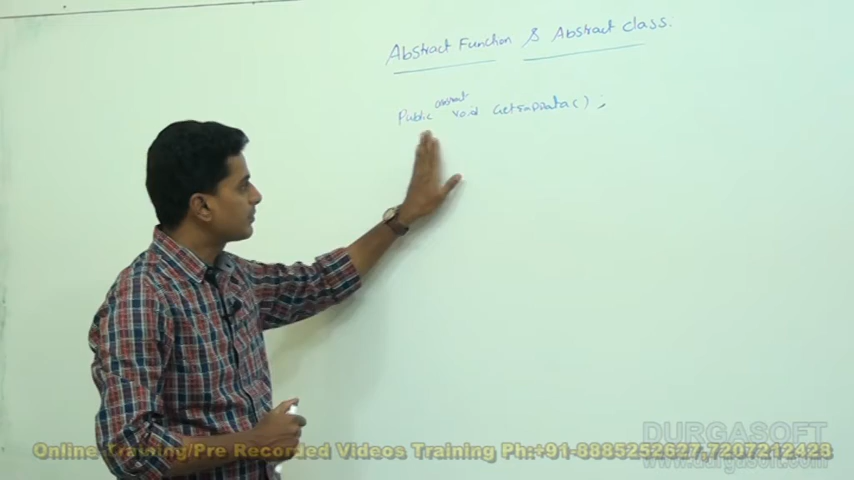 Abstract Function & Abstract class.
abstract
Public void GetSapData() ;
DURGASOFT
Online Training/Pre-Recorded Videos Training Ph:+91-8885252627,7207212428
www.durgasoft.com